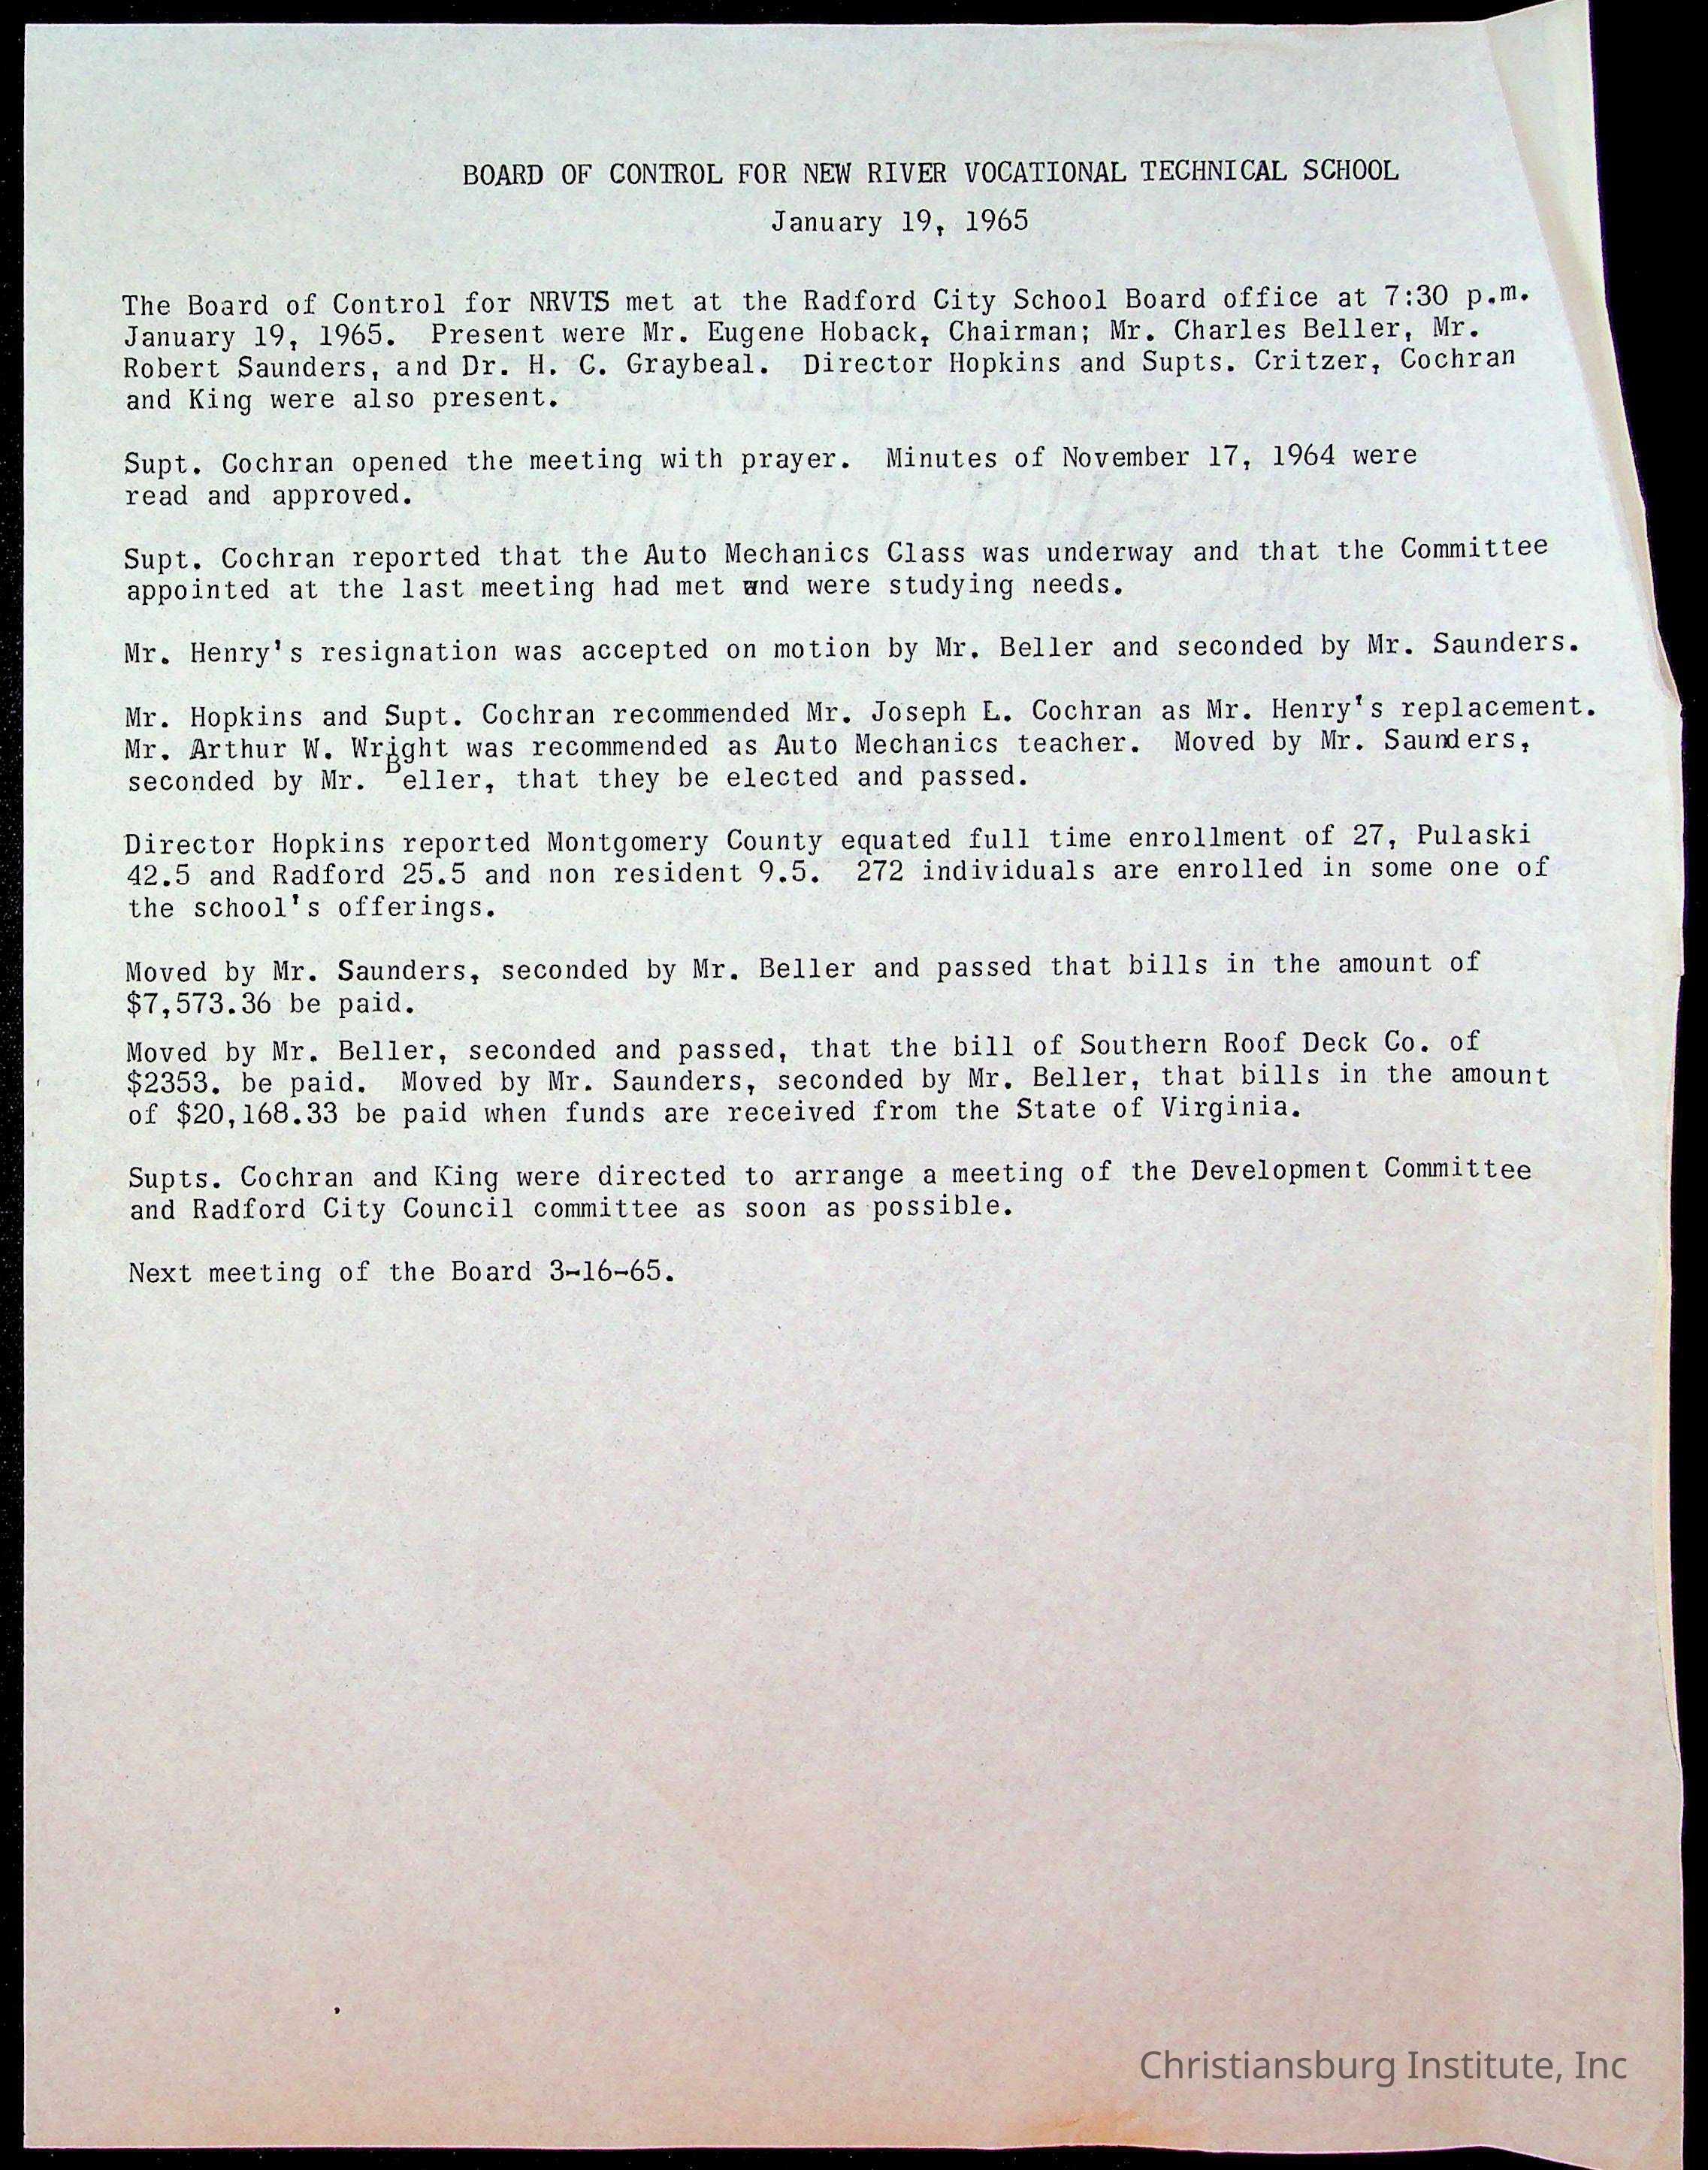 BOARD OF CONTROL FOR NEW RIVER VOCATIONAL TECHNICAL SCHOOL
January 19, 1965
The Board of Control for NRVTS met at the Radford City School Board office at 7:30 p.m.
January 19, 1965.  Present were Mr. Eugene Hoback, Chairman; Mr. Charles Beller, Mr.
Robert Saunders, and Dr. H. C. Graybeal.  Director Hopkins and Supts. Critzer, Cochran
and King were also present.
Supt. Cochran opened the meeting with prayer.  Minutes of November 17, 1964 were
read and approved.
Supt. Cochran reported that the Auto Mechanics Class was underway and that the Committee
appointed at the last meeting had met and were studying needs.
Mr. Henry's resignation was accepted on motion by Mr. Beller and seconded by Mr. Saunders.
Mr. Hopkins and Supt. Cochran recommended Mr. Joseph L. Cochran as Mr. Henry's replacement.
Mr. Arthur W. Wright was recommended as Auto Mechanics teacher.  Moved by Mr. Saunders,
seconded by Mr. Beller, that they be elected and passed.
Director Hopkins reported Montgomery County equated full time enrollment of 27, Pulaski
42.5 and Radford 25.5 and non resident 9.5.  272 individuals are enrolled in some one of
the school's offerings.
Moved by Mr. Saunders, seconded by Mr. Beller and passed that bills in the amount of
$7,573.36 be paid.
Moved by Mr. Beller, seconded and passed, that the bill of Southern Roof Deck Co. of
$2353. be paid.  Moved by Mr. Saunders, seconded by Mr. Beller, that bills in the amount
of $20,168.33 be paid when funds are received from the State of Virginia.
Supts. Cochran and King were directed to arrange a meeting of the Development Committee
and Radford City Council committee as soon as possible.
Next meeting of the Board 3-16-65.
Christiansburg Institute, Inc